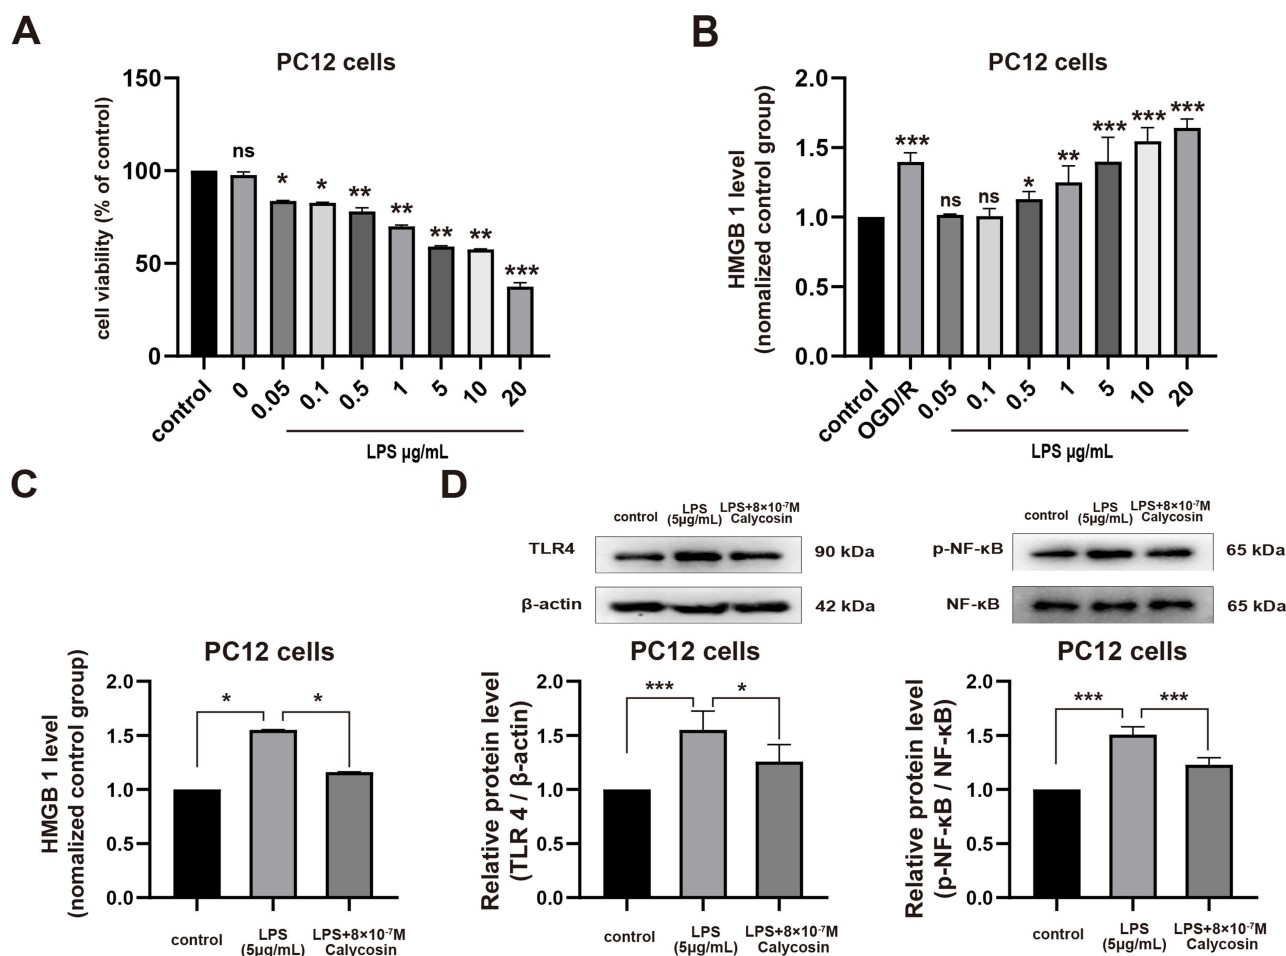 A
PC12 cells
cell viability (% of control)
150
100
50
0
ns
*
*
**
**
**
**
***
control
0
0.05
0.1
0.5
1
5
10
20
LPS µg/mL
B
PC12 cells
HMGB 1 level
(nomalized control group)
2.0
1.5
1.0
0.5
0.0
***
ns
ns
*
**
***
***
***
control
OGD/R
0.05
0.1
0.5
1
5
10
20
LPS µg/mL
C
PC12 cells
HMGB 1 level
(nomalized control group)
2.0
1.5
1.0
0.5
0.0
*
*
control
LPS
(5µg/mL)
LPS+8×10⁻⁷M
Calycosin
D
control
LPS
(5µg/mL)
LPS+8×10⁻⁷M
Calycosin
TLR4
90 kDa
β-actin
42 kDa
PC12 cells
Relative protein level
(TLR 4 / β-actin)
2.0
1.5
1.0
0.5
0.0
***
*
control
LPS
(5µg/mL)
LPS+8×10⁻⁷M
Calycosin
control
LPS
(5µg/mL)
LPS+8×10⁻⁷M
Calycosin
p-NF-κB
65 kDa
NF-κB
65 kDa
PC12 cells
Relative protein level
(p-NF-κB / NF-κB)
2.0
1.5
1.0
0.5
0.0
***
***
control
LPS
(5µg/mL)
LPS+8×10⁻⁷M
Calycosin